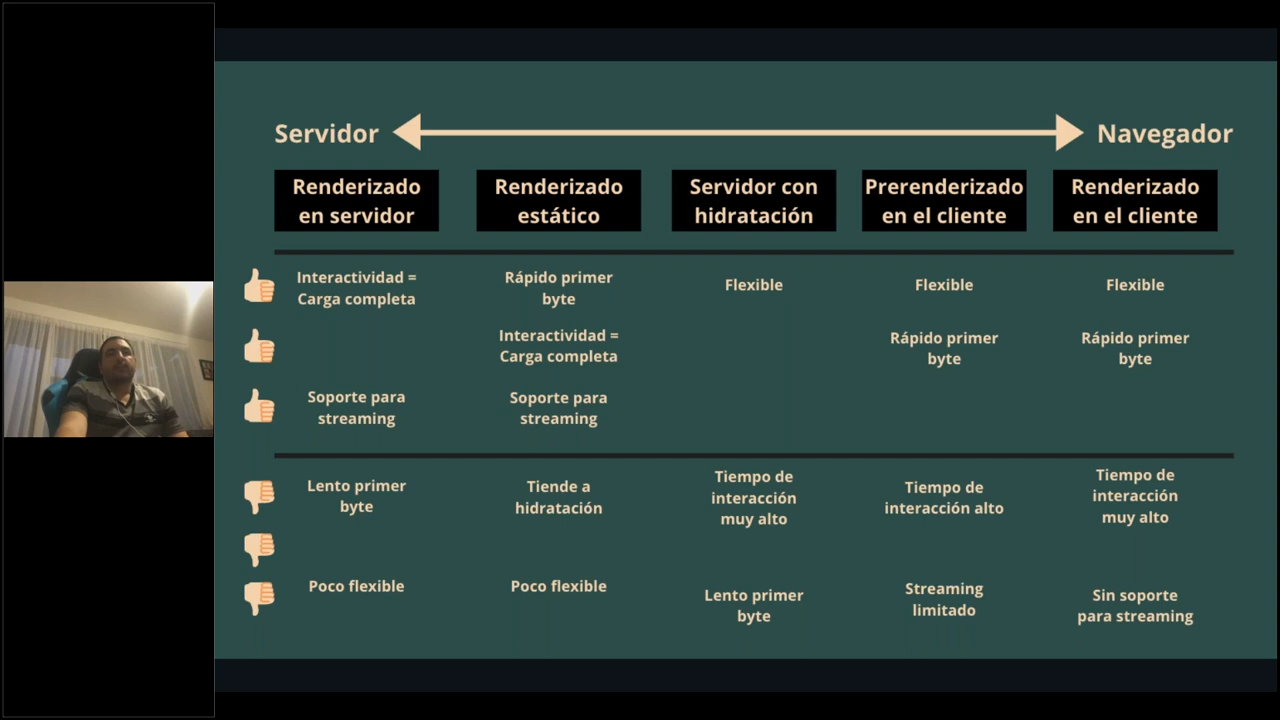 Servidor
Navegador
Renderizado
en servidor
Renderizado
estático
Servidor con
hidratación
Prerenderizado
en el cliente
Renderizado
en el cliente
Interactividad =
Carga completa
Rápido primer
byte
Flexible
Flexible
Flexible
Interactividad =
Carga completa
Rápido primer
byte
Rápido primer
byte
Soporte para
streaming
Soporte para
streaming
Lento primer
byte
Tiende a
hidratación
Tiempo de
interacción
muy alto
Tiempo de
interacción alto
Tiempo de
interacción
muy alto
Poco flexible
Poco flexible
Lento primer
byte
Streaming
limitado
Sin soporte
para streaming